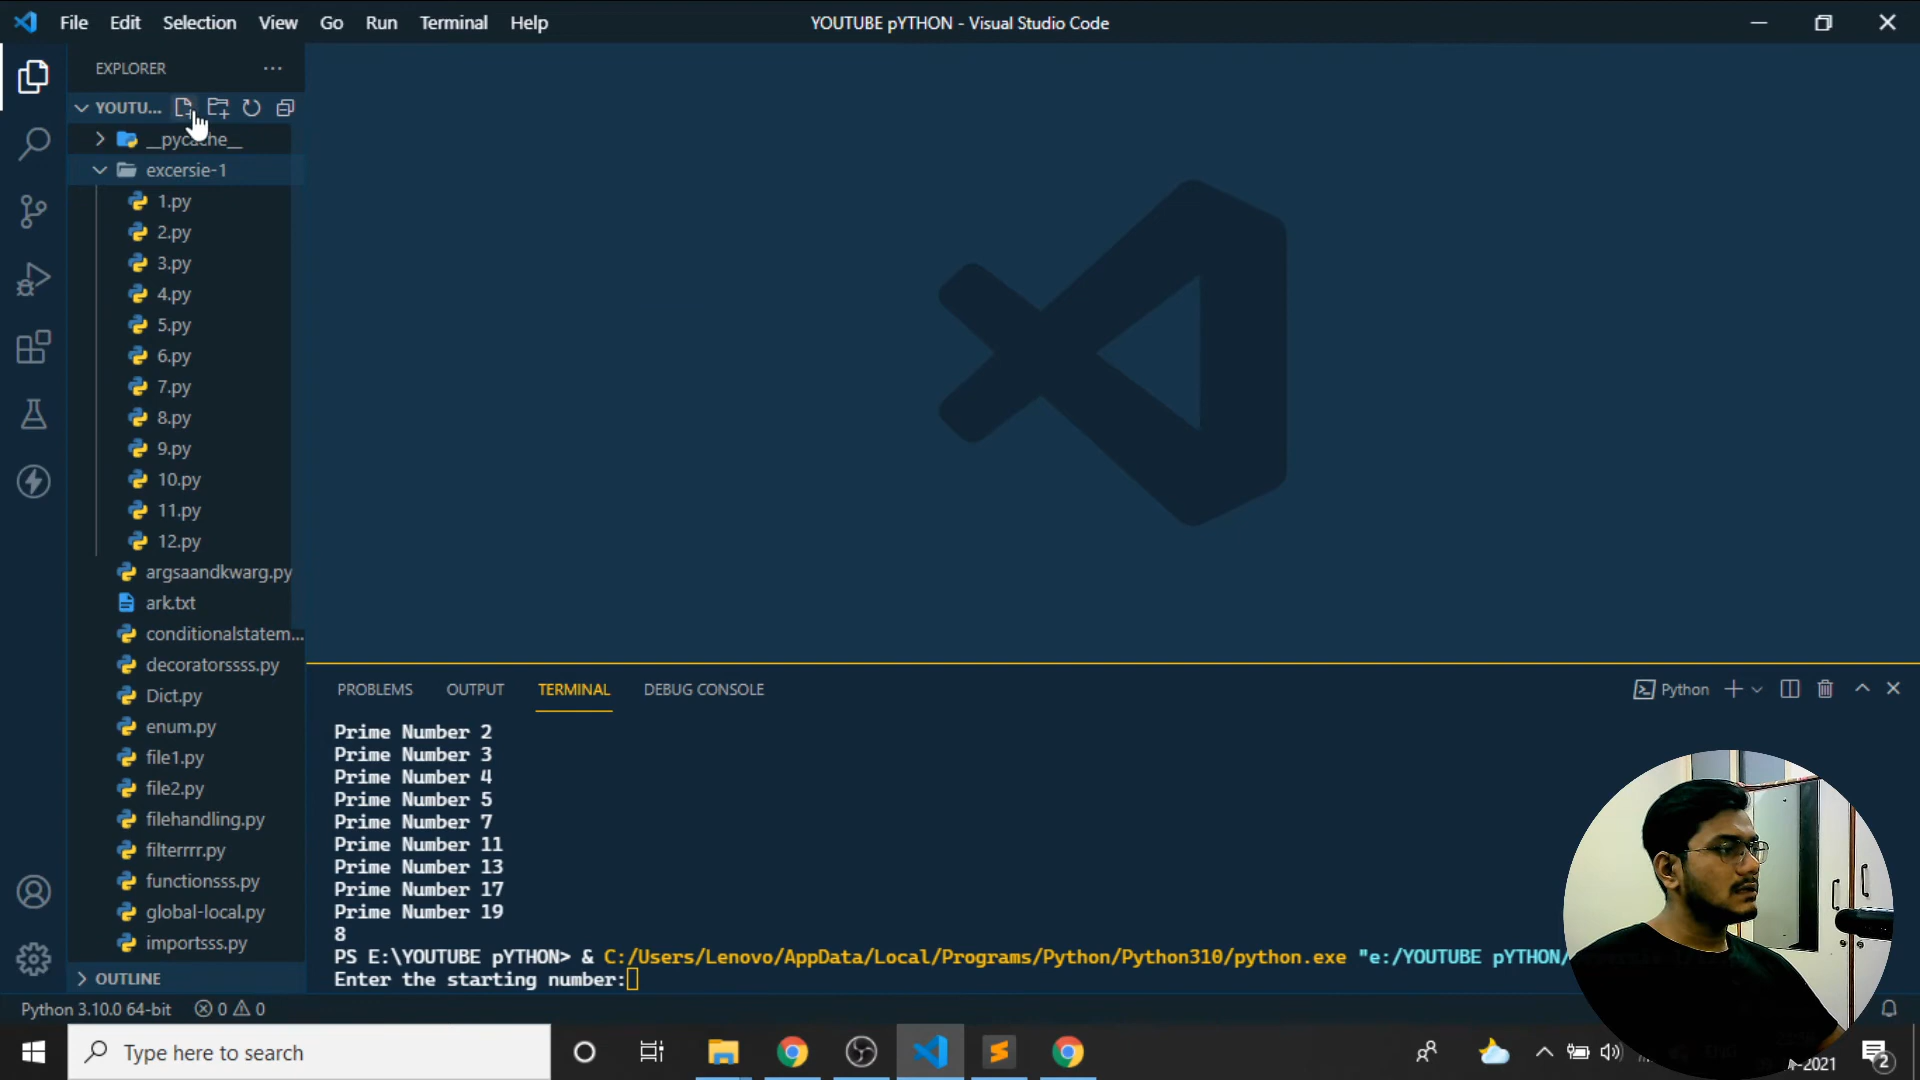 File Edit Selection View Go Run Terminal Help
YOUTUBE pYTHON - Visual Studio Code
EXPLORER
YOUTU...
__pycache__
excersie-1
1.py
2.py
3.py
4.py
5.py
6.py
7.py
8.py
9.py
10.py
11.py
12.py
argsaandkwarg.py
ark.txt
conditionalstatem...
decoratorssss.py
Dict.py
enum.py
file1.py
file2.py
filehandling.py
filterrrr.py
functionsss.py
global-local.py
importsss.py
OUTLINE
PROBLEMS OUTPUT TERMINAL DEBUG CONSOLE
Python
Prime Number 2
Prime Number 3
Prime Number 4
Prime Number 5
Prime Number 7
Prime Number 11
Prime Number 13
Prime Number 17
Prime Number 19
8
PS E:\YOUTUBE pYTHON> & C:/Users/Lenovo/AppData/Local/Programs/Python/Python310/python.exe "e:/YOUTUBE pYTHON/
Enter the starting number:
Python 3.10.0 64-bit 0 0
Type here to search
-2021
2